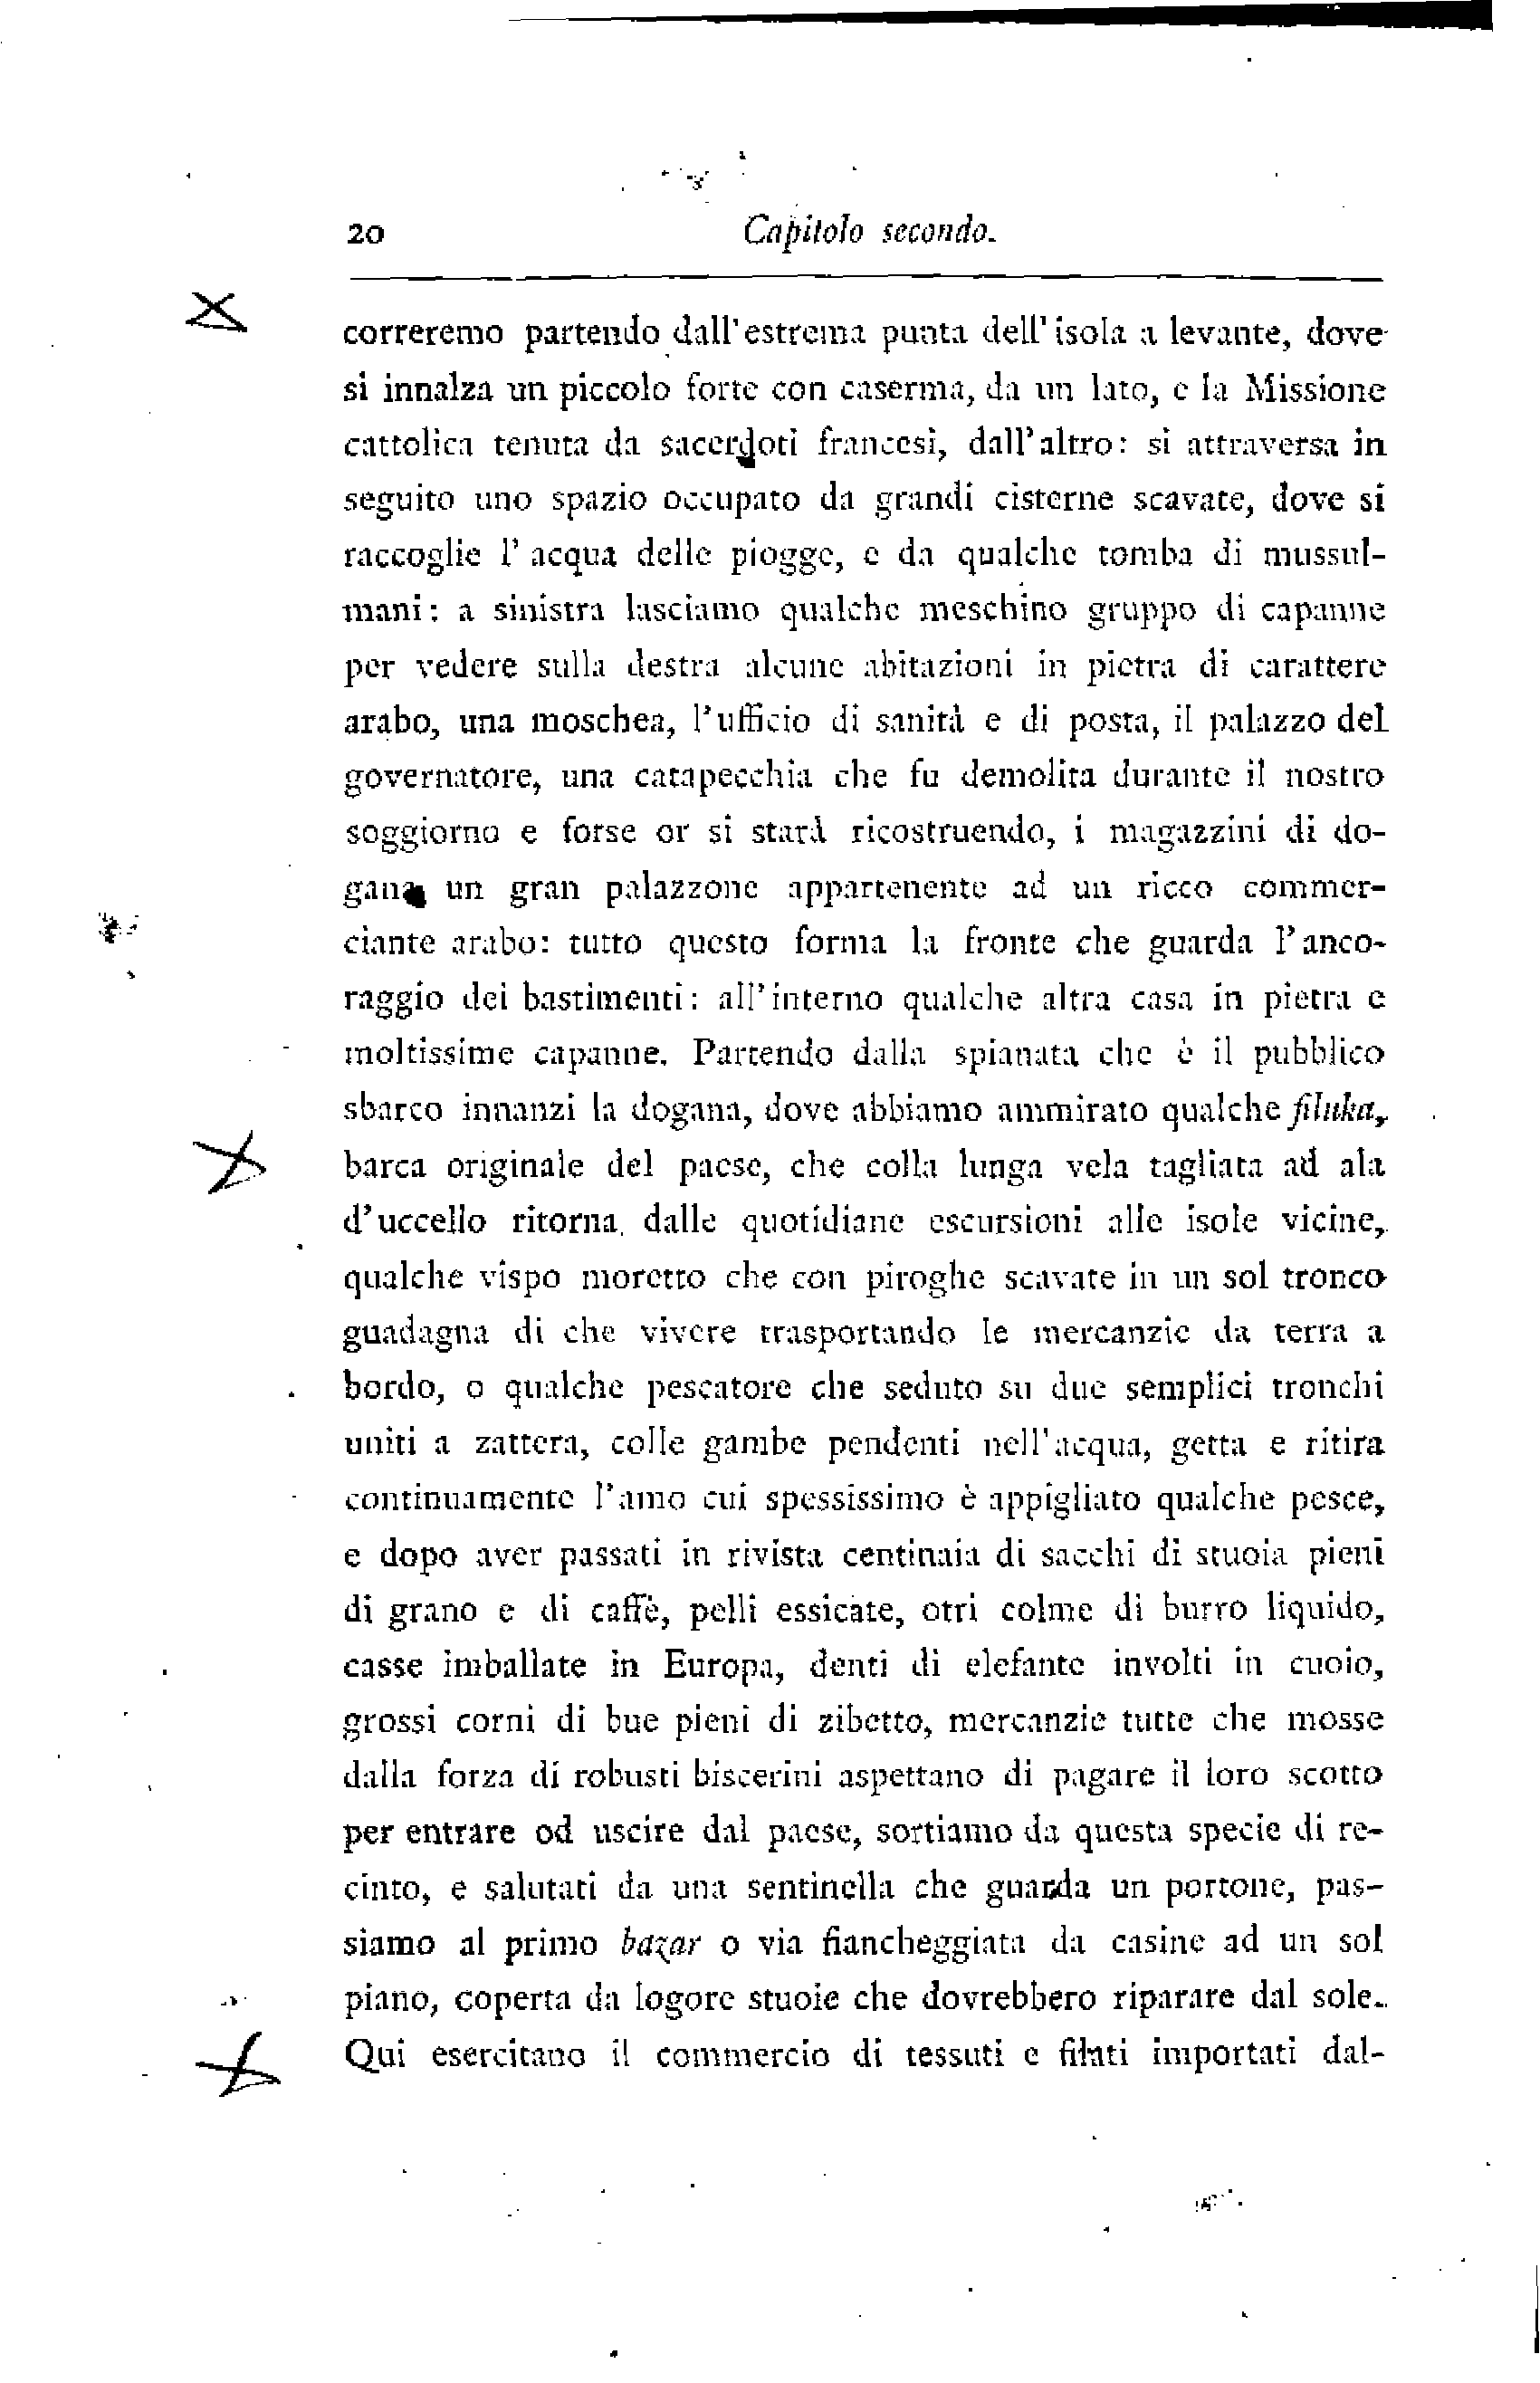 20
Capitolo secondo.
correremo partendo dall'estrema punta dell'isola a levante, dove
si innalza un piccolo forte con caserma, da un lato, e la Missione
cattolica tenuta da sacerdoti francesi, dall'altro: si attraversa in
seguito uno spazio occupato da grandi cisterne scavate, dove si
raccoglie l'acqua delle piogge, e da qualche tomba di mussul-
mani: a sinistra lasciamo qualche meschino gruppo di capanne
per vedere sulla destra alcune abitazioni in pietra di carattere
arabo, una moschea, l'ufficio di sanità e di posta, il palazzo del
governatore, una catapecchia che fu demolita durante il nostro
soggiorno e forse or si stará ricostruendo, i magazzini di do-
gana un gran palazzone appartenente ad un ricco commer-
ciante arabo: tutto questo forma la fronte che guarda l'anco-
raggio dei bastimenti: all'interno qualche altra casa in pietra e
moltissime capanne. Partendo dalla spianata che è il pubblico
sbarco innanzi la dogana, dove abbiamo ammirato qualche filuka,
barca originale del paese, che colla lunga vela tagliata ad ala
d'uccello ritorna dalle quotidiane escursioni alle isole vicine,
qualche vispo moretto che con piroghe scavate in un sol tronco
guadagna di che vivere trasportando le mercanzie da terra a
bordo, o qualche pescatore che seduto su due semplici tronchi
uniti a zattera, colle gambe pendenti nell'acqua, getta e ritira
continuamente l'amo cui spessissimo è appigliato qualche pesce,
e dopo aver passati in rivista centinaia di sacchi di stuoia pieni
di grano e di caffè, pelli essicate, otri colme di burro liquido,
casse imballate in Europa, denti di elefante involti in cuoio,
grossi corni di bue pieni di zibetto, mercanzie tutte che mosse
dalla forza di robusti biscerini aspettano di pagare il loro scotto
per entrare od uscire dal paese, sortiamo da questa specie di re-
cinto, e salutati da una sentinella che guarda un portone, pas-
siamo al primo bazar o via fiancheggiata da casine ad un sol
piano, coperta da logore stuoie che dovrebbero riparare dal sole.
Qui esercitano il commercio di tessuti e filati importati dal-